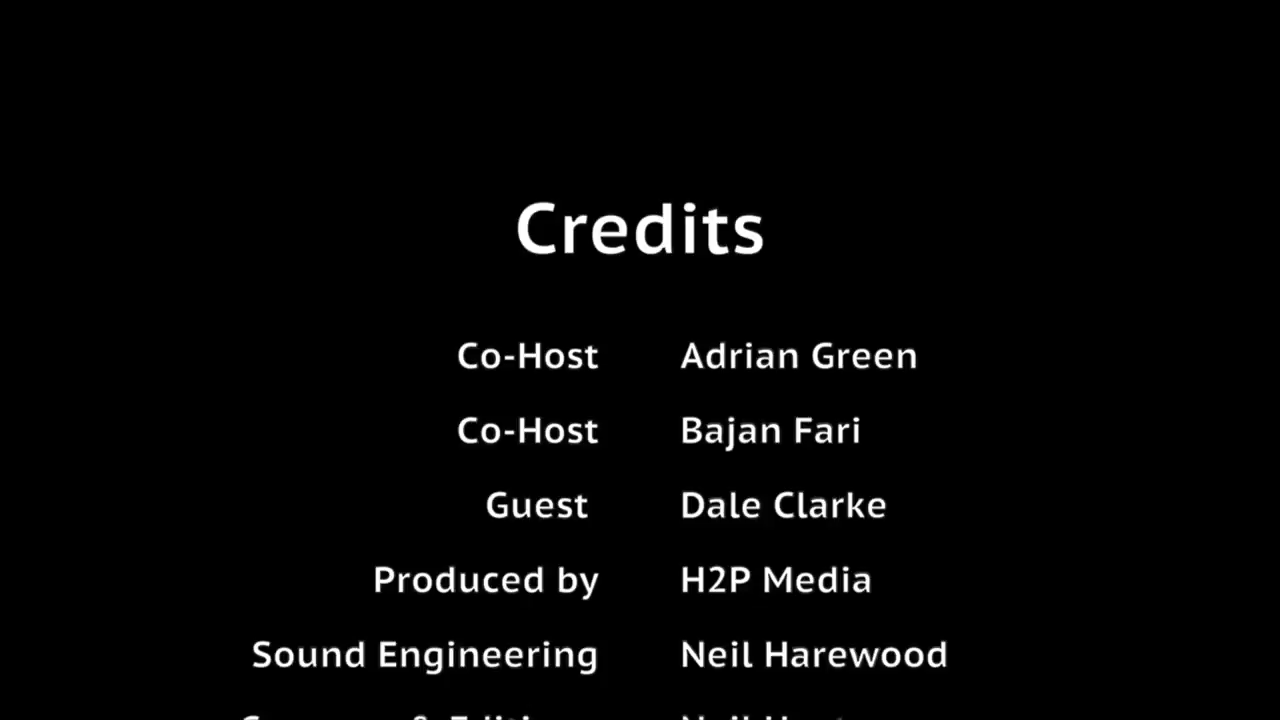 Credits
Co-Host Adrian Green
Co-Host Bajan Fari
Guest Dale Clarke
Produced by H2P Media
Sound Engineering Neil Harewood
& Neil